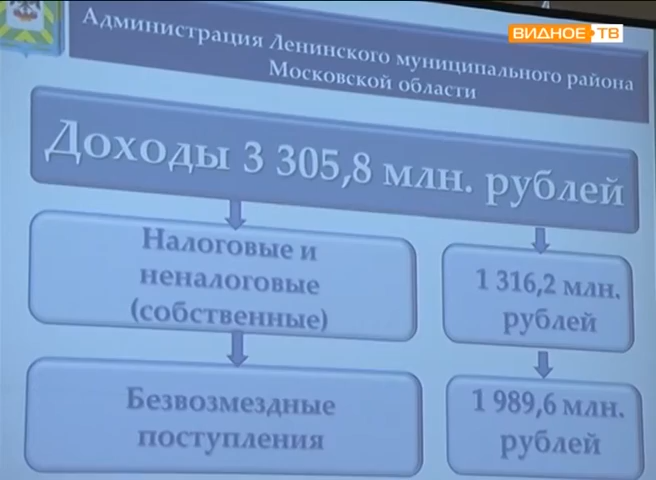 ВИДНОЕ ТВ
Администрация Ленинского муниципального района
Московской области
Доходы 3 305,8 млн. рублей
Налоговые и
неналоговые
(собственные)
1 316,2 млн.
рублей
Безвозмездные
поступления
1 989,6 млн.
рублей